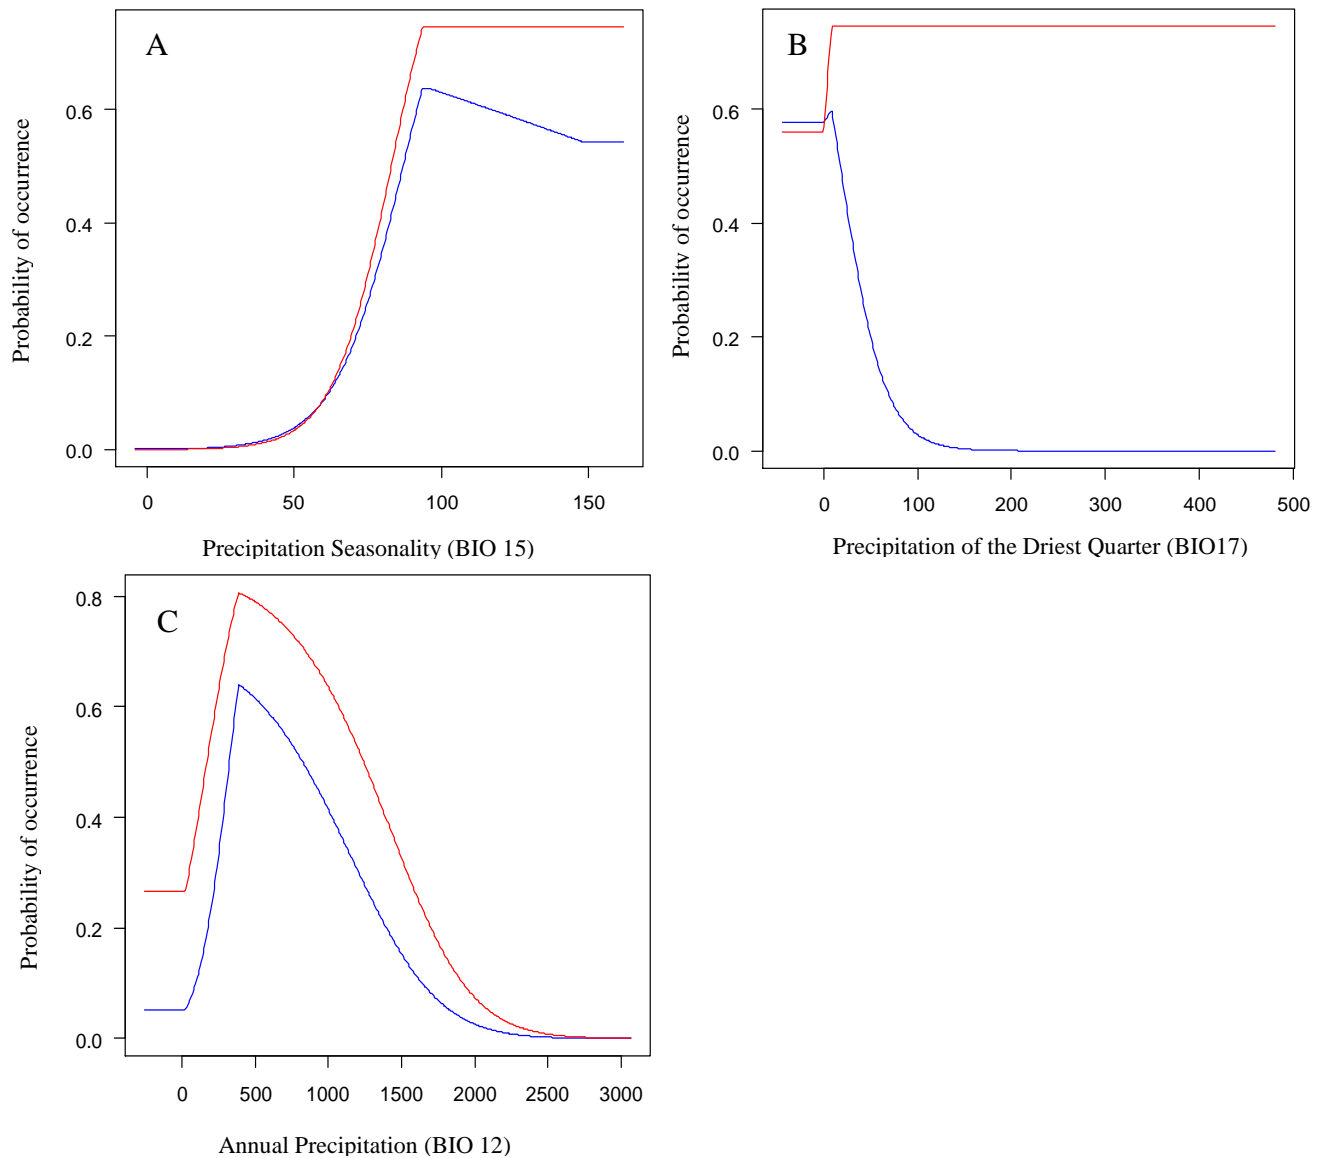 A
Probability of occurrence
0.6
0.4
0.2
0.0
0 50 100 150
Precipitation Seasonality (BIO 15)
B
Probability of occurrence
0.6
0.4
0.2
0.0
0 100 200 300 400 500
Precipitation of the Driest Quarter (BIO17)
C
Probability of occurrence
0.8
0.6
0.4
0.2
0.0
0 500 1000 1500 2000 2500 3000
Annual Precipitation (BIO 12)